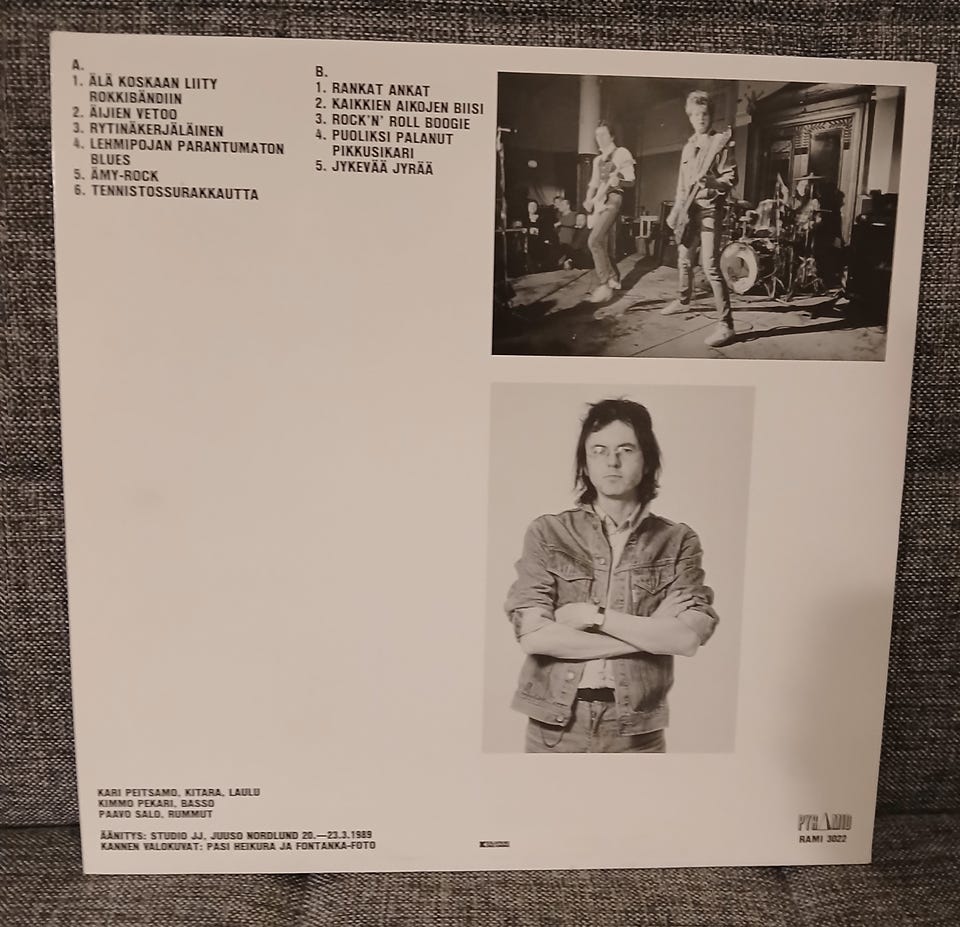 A.
1. ÄLÄ KOSKAAN LIITY
ROKKIBÄNDIIN
2. ÄIJIEN VETOO
3. RYTINÄKERJÄLÄINEN
4. LEHMIPOJAN PARANTUMATON
BLUES
5. ÄMY-ROCK
6. TENNISTOSSURAKKAUTTA
B.
1. RANKAT ANKAT
2. KAIKKIEN AIKOJEN BIISI
3. ROCK'N' ROLL BOOGIE
4. PUOLIKSI PALANUT
PIKKUSIKARI
5. JYKEVÄÄ JYRÄÄ
KARI PEITSAMO, KITARA, LAULU
KIMMO PEKARI, BASSO
PAAVO SALO, RUMMUT
ÄÄNITYS: STUDIO JJ, JUUSO NORDLUND 20.—23.3.1989
KANNEN VALOKUVAT: PASI HEIKURA JA FONTANKA-FOTO
PYRAMID
RAMI 3022